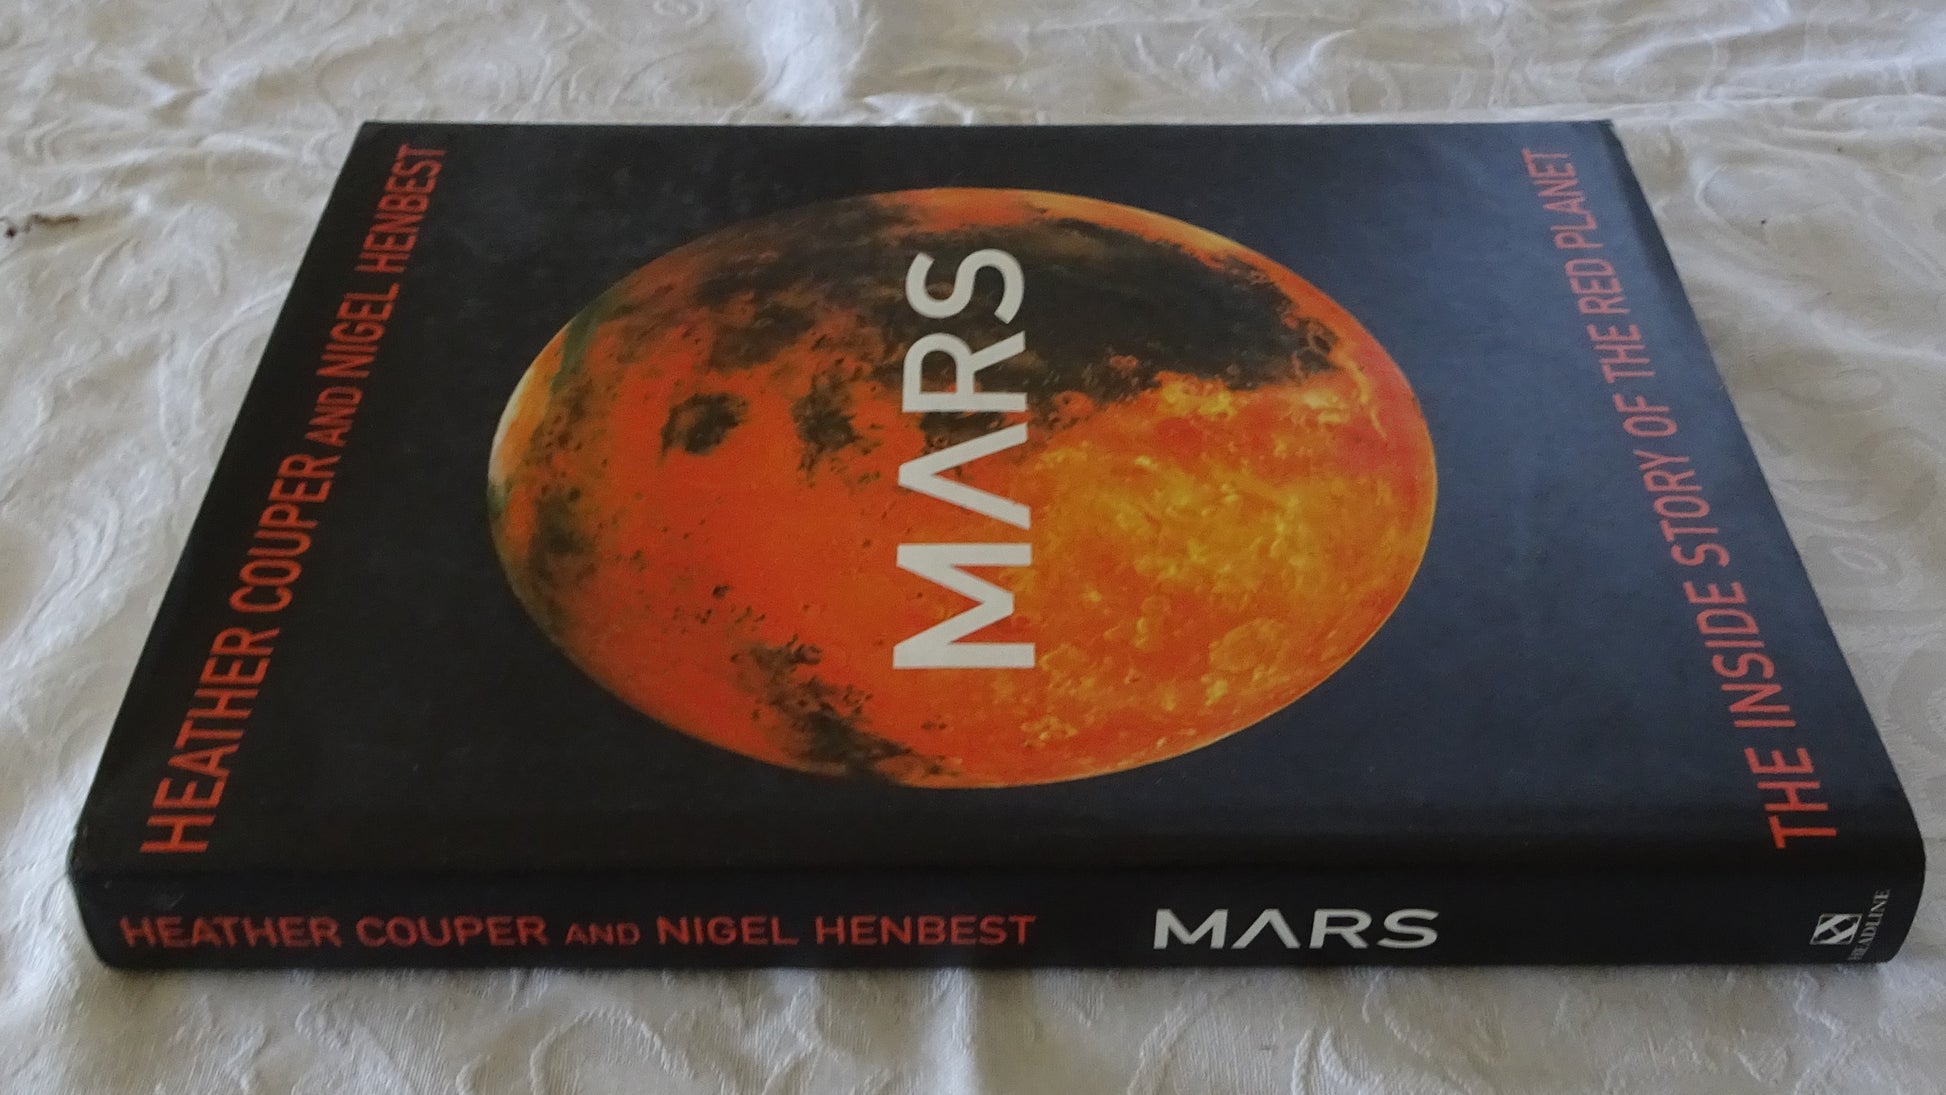 HEATHER COUPER AND NIGEL HENBEST
MARS
THE INSIDE STORY OF THE RED PLANET
HEATHER COUPER AND NIGEL HENBEST
MARS
HEADLINE